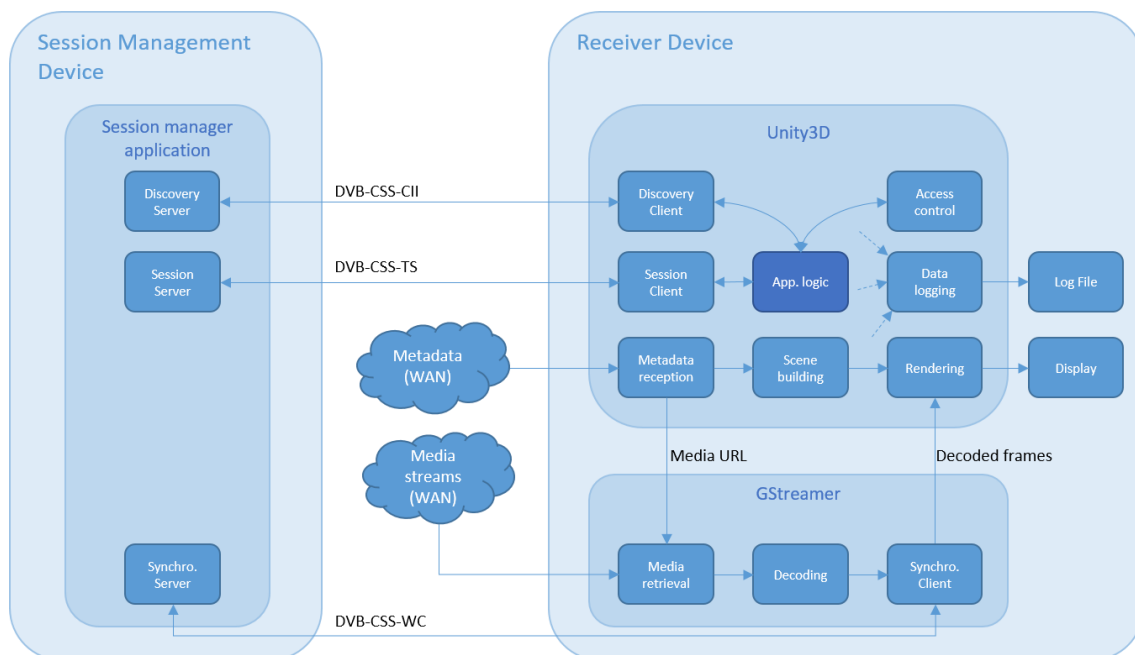 Session Management
Device
Receiver Device
Session manager
application
Unity3D
Discovery
Server
DVB-CSS-CII
Discovery
Client
Access
control
Session
Server
DVB-CSS-TS
Session
Client
App. logic
Data
logging
Log File
Metadata
(WAN)
Metadata
reception
Scene
building
Rendering
Display
Media
streams
(WAN)
Media URL
Decoded frames
GStreamer
Synchro.
Server
Media
retrieval
Decoding
Synchro.
Client
DVB-CSS-WC